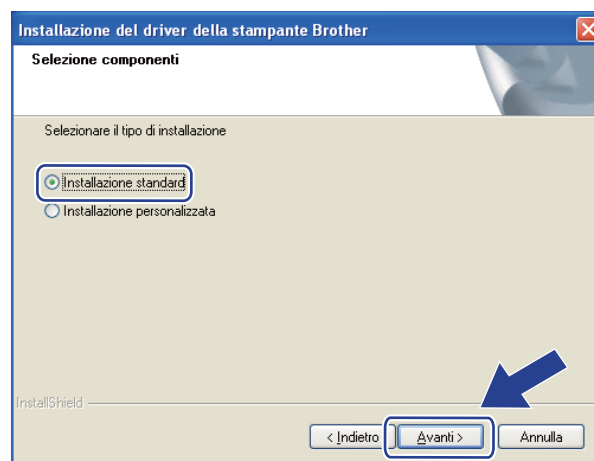 Installazione del driver della stampante Brother
Selezione componenti
Selezionare il tipo di installazione
Installazione standard
Installazione personalizzata
InstallShield
< Indietro Avanti > Annulla